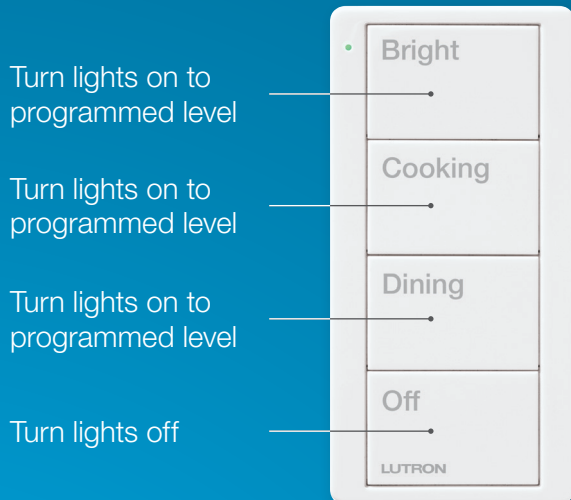 Bright
Turn lights on to
programmed level
Cooking
Turn lights on to
programmed level
Dining
Turn lights on to
programmed level
Off
Turn lights off
LUTRON